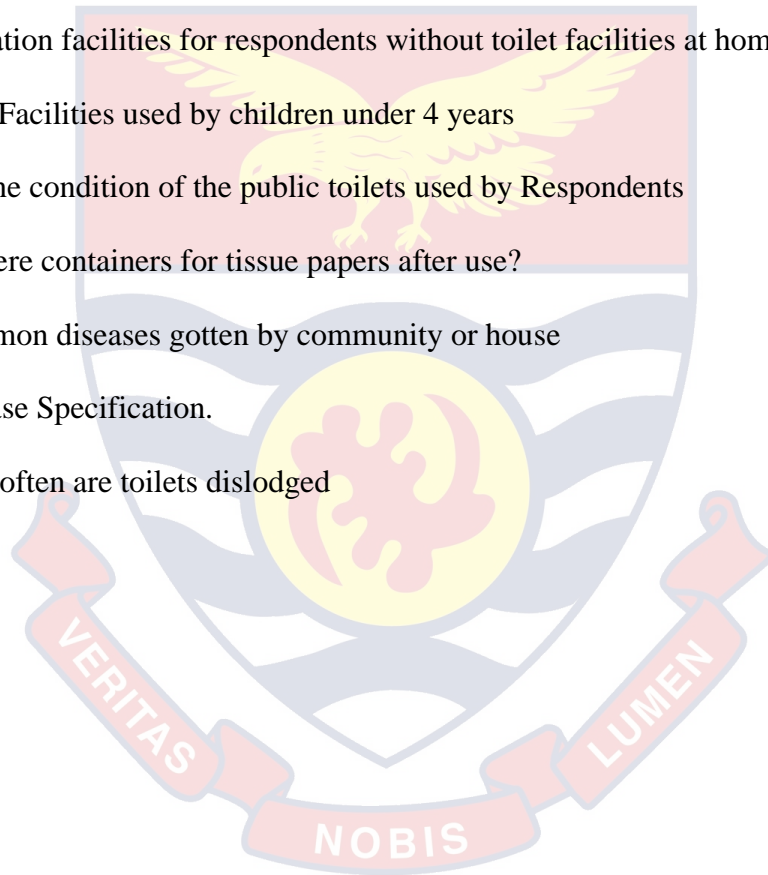 ation facilities for respondents without toilet facilities at hom
Facilities used by children under 4 years
ne condition of the public toilets used by Respondents
ere containers for tissue papers after use?
mon diseases gotten by community or house
se Specification.
often are toilets dislodged
VERITAS
NOBIS
LUMEN